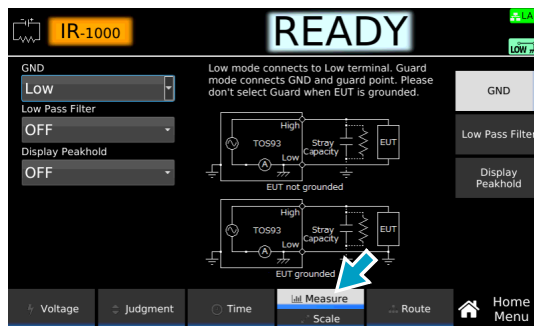 IR-1000
READY
LA
LOW
GND
Low
Low Pass Filter
OFF
Display Peakhold
OFF
Low mode connects to Low terminal. Guard
mode connects GND and guard point. Please
don't select Guard when EUT is grounded.
High
TOS93
Stray
Capacity
EUT
Low
A
EUT not grounded
High
TOS93
Stray
Capacity
EUT
Low
A
EUT grounded
GND
Low Pass Filter
Display
Peakhold
Voltage
Judgment
Time
Measure
Scale
Route
Home
Menu